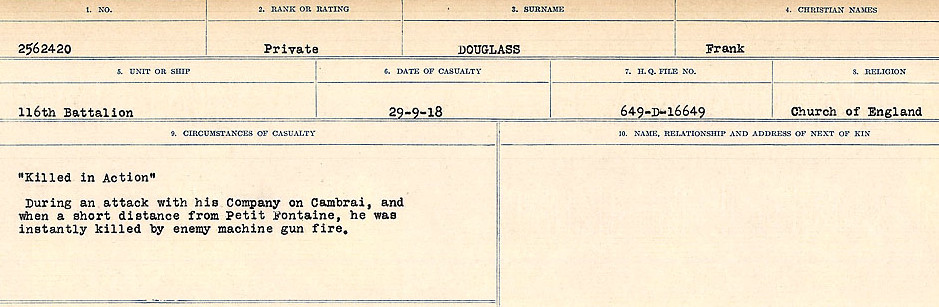 1. NO. 2. RANK OR RATING 3. SURNAME 4. CHRISTIAN NAMES
2562420 Private DOUGLASS Frank
5. UNIT OR SHIP 6. DATE OF CASUALTY 7. H.Q. FILE NO. 8. RELIGION
116th Battalion 29-9-18 649-D-16649 Church of England
9. CIRCUMSTANCES OF CASUALTY 10. NAME, RELATIONSHIP AND ADDRESS OF NEXT OF KIN
"Killed in Action"
During an attack with his Company on Cambrai, and
when a short distance from Petit Fontaine, he was
instantly killed by enemy machine gun fire.